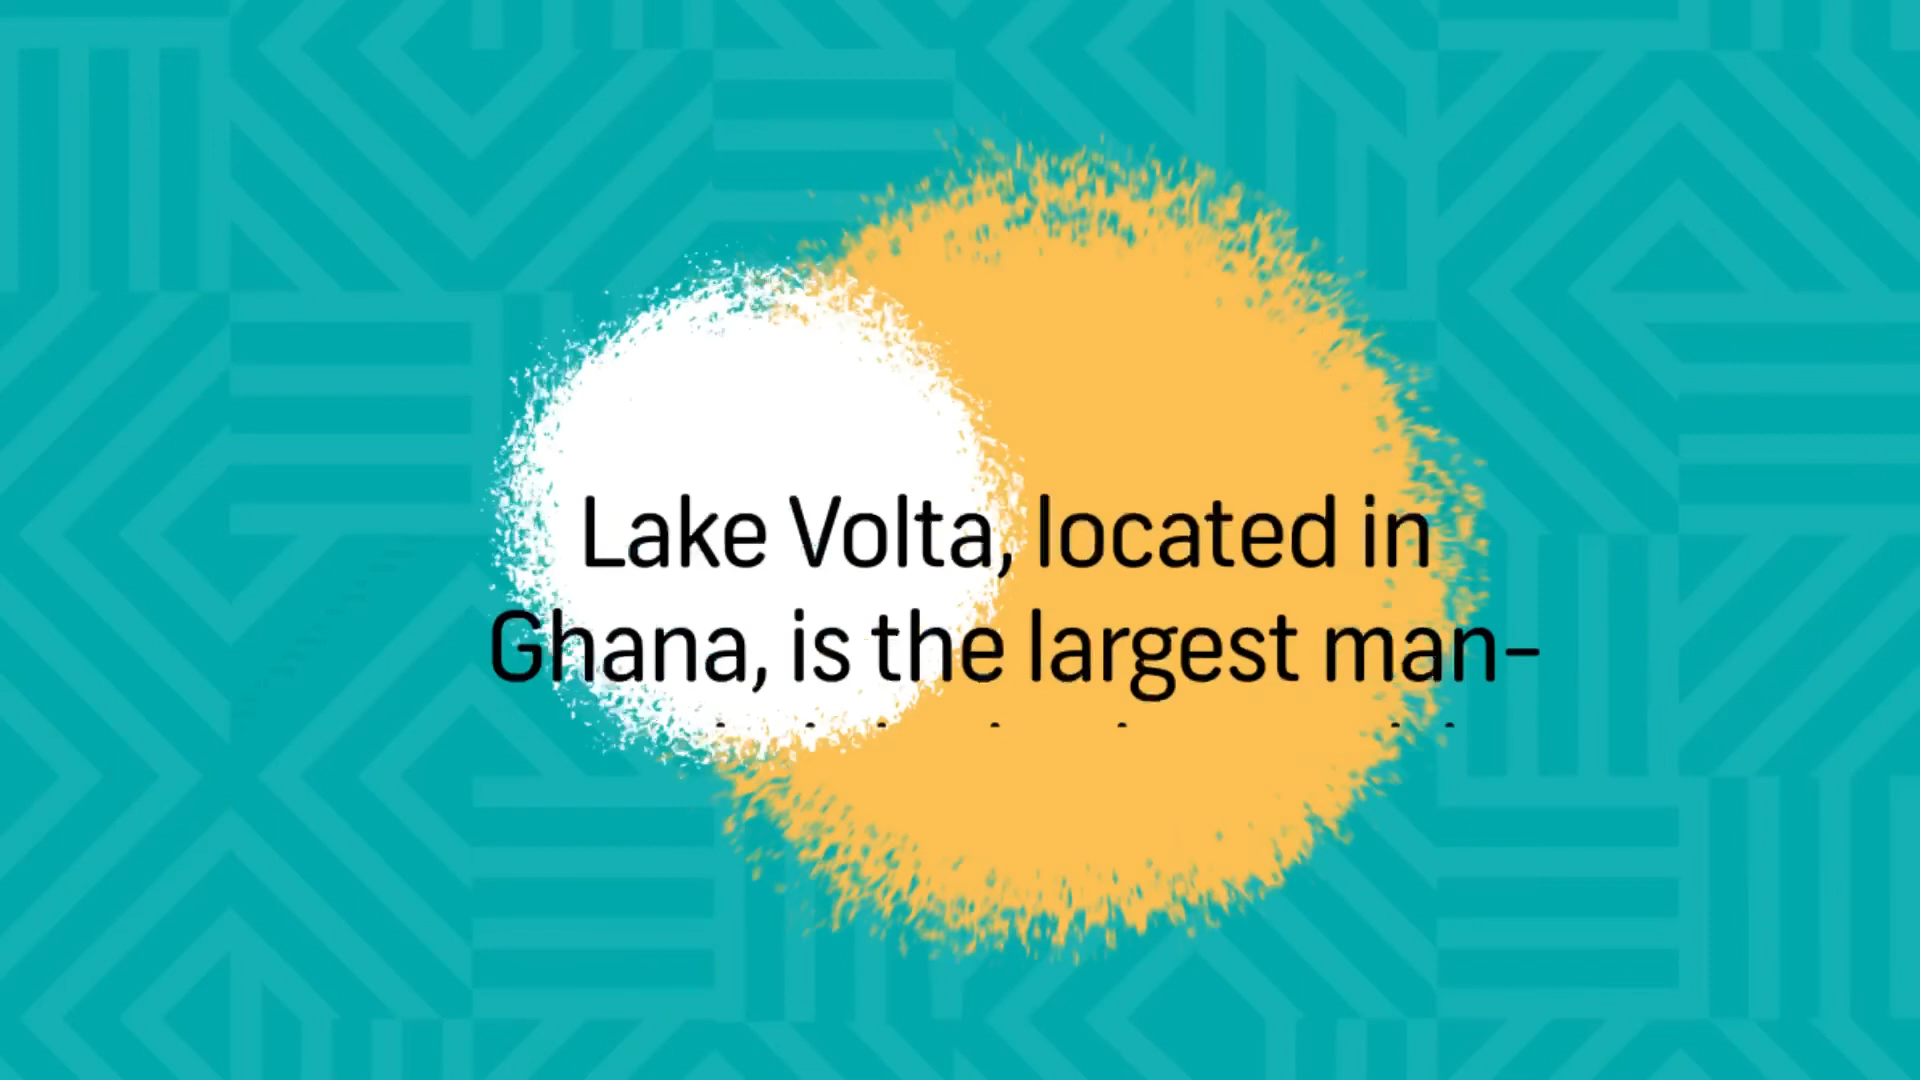 Lake Volta, located in
Ghana, is the largest man-